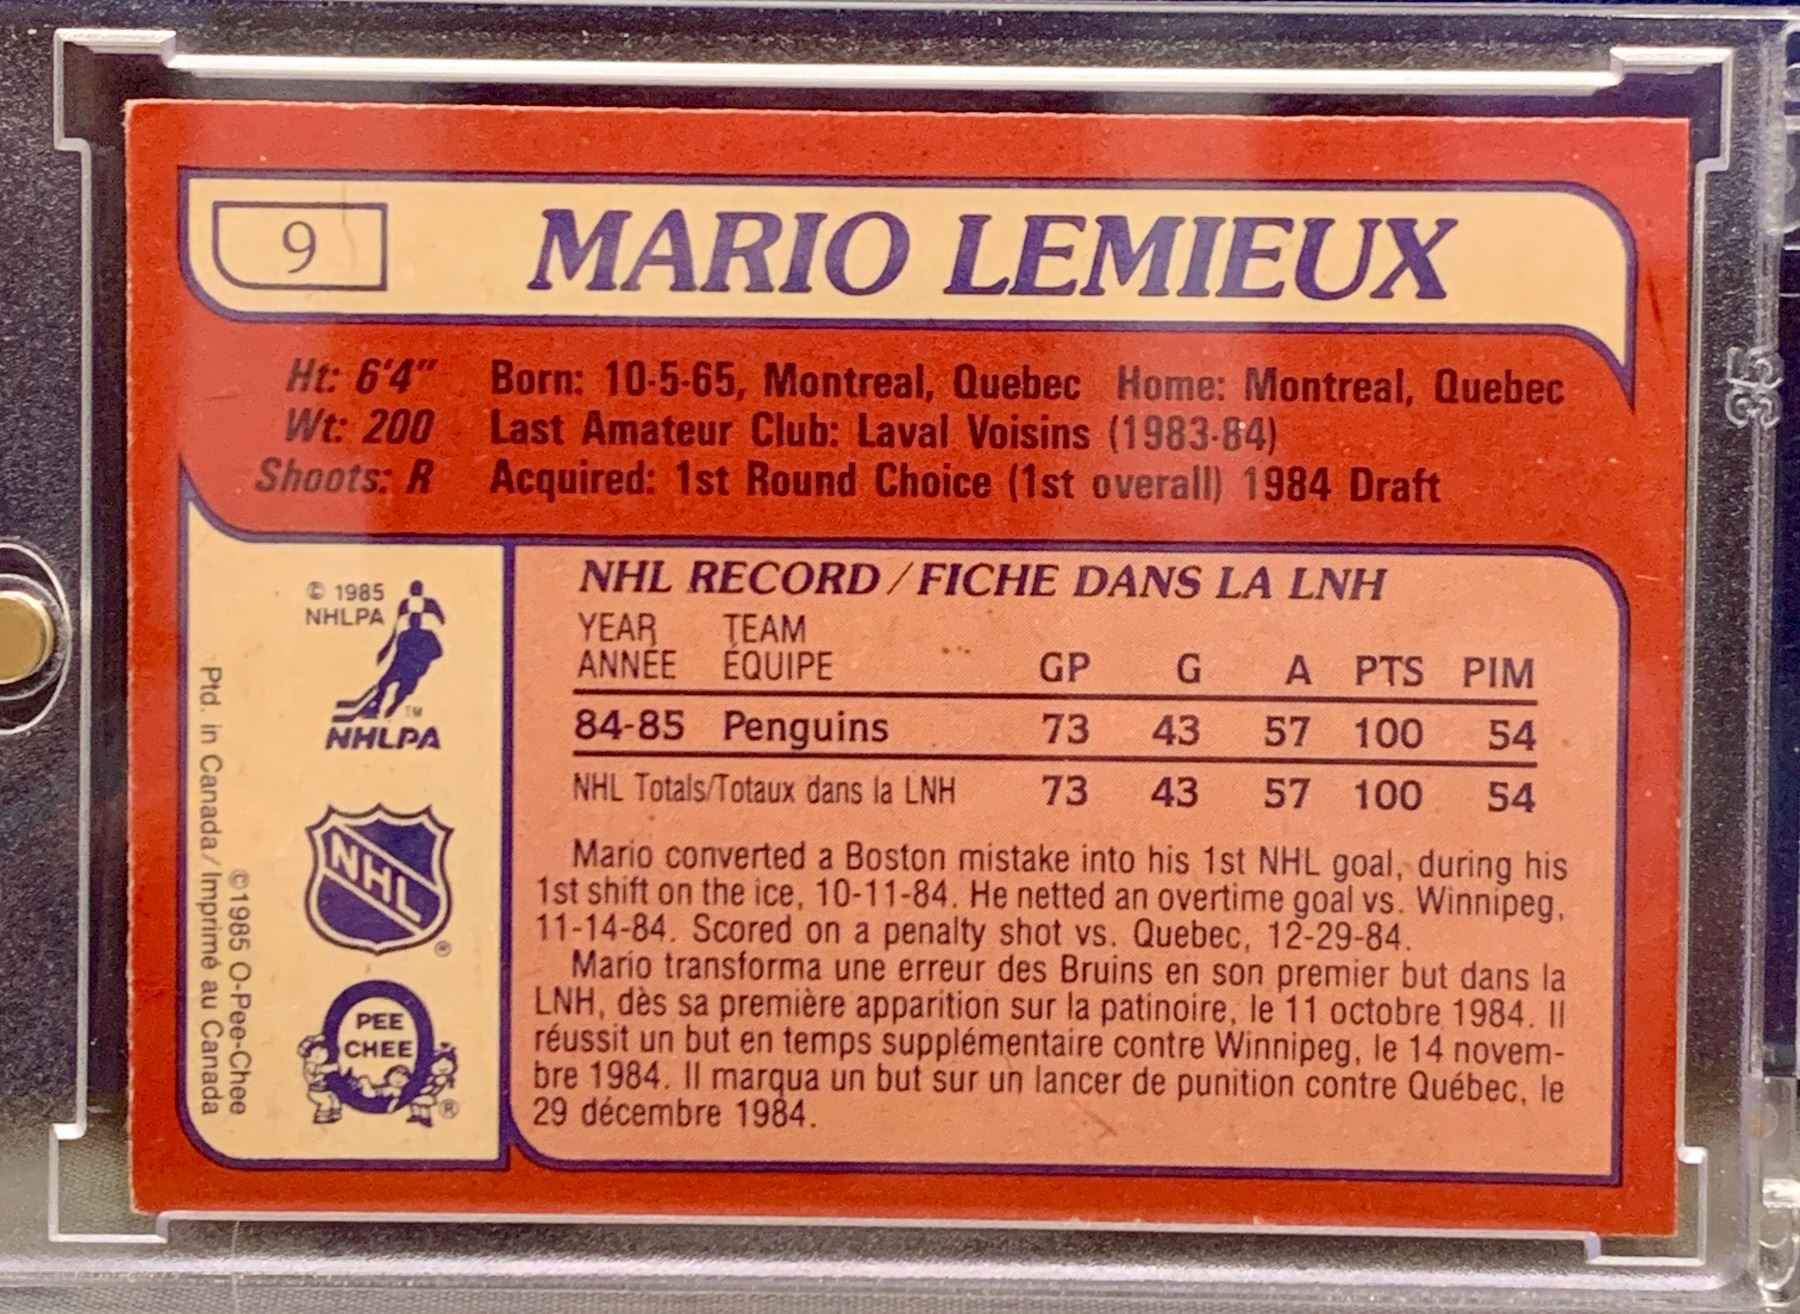 9
MARIO LEMIEUX
Ht: 6'4" Born: 10-5-65, Montreal, Quebec Home: Montreal, Quebec
Wt: 200 Last Amateur Club: Laval Voisins (1983-84)
Shoots: R Acquired: 1st Round Choice (1st overall) 1984 Draft
© 1985
NHLPA
TM
NHLPA
NHL
®
PEE
CHEE
®
©1985 O-Pee-Chee
Ptd. in Canada/Imprimé au Canada
NHL RECORD/FICHE DANS LA LNH
YEAR TEAM
ANNÉE ÉQUIPE GP G A PTS PIM
84-85 Penguins 73 43 57 100 54
NHL Totals/Totaux dans la LNH 73 43 57 100 54
Mario converted a Boston mistake into his 1st NHL goal, during his
1st shift on the ice, 10-11-84. He netted an overtime goal vs. Winnipeg,
11-14-84. Scored on a penalty shot vs. Quebec, 12-29-84.
Mario transforma une erreur des Bruins en son premier but dans la
LNH, dès sa première apparition sur la patinoire, le 11 octobre 1984. Il
réussit un but en temps supplémentaire contre Winnipeg, le 14 novem-
bre 1984. Il marqua un but sur un lancer de punition contre Québec, le
29 décembre 1984.
35